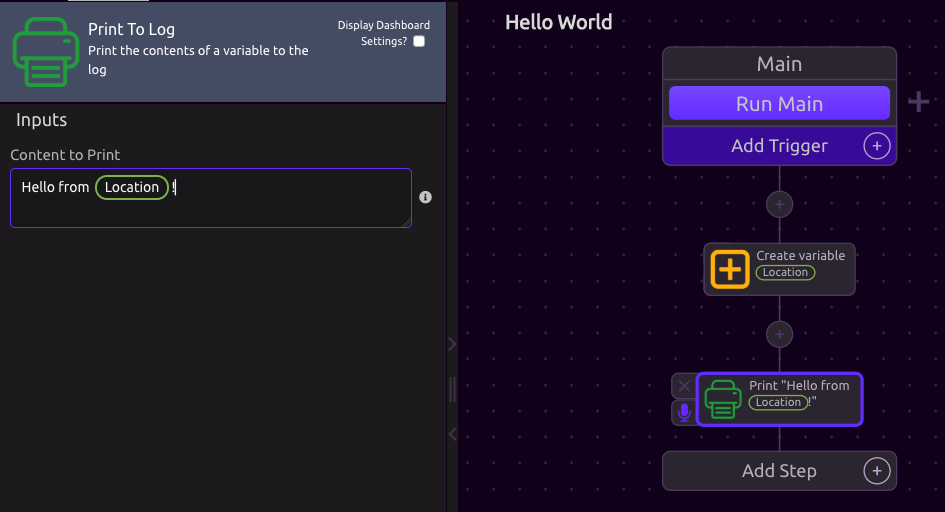 Print To Log
Print the contents of a variable to the
log
Display Dashboard
Settings?
Inputs
Content to Print
Hello from Location !
Hello World
Main
Run Main
Add Trigger
Create variable
Location
Print "Hello from
Location!"
Add Step